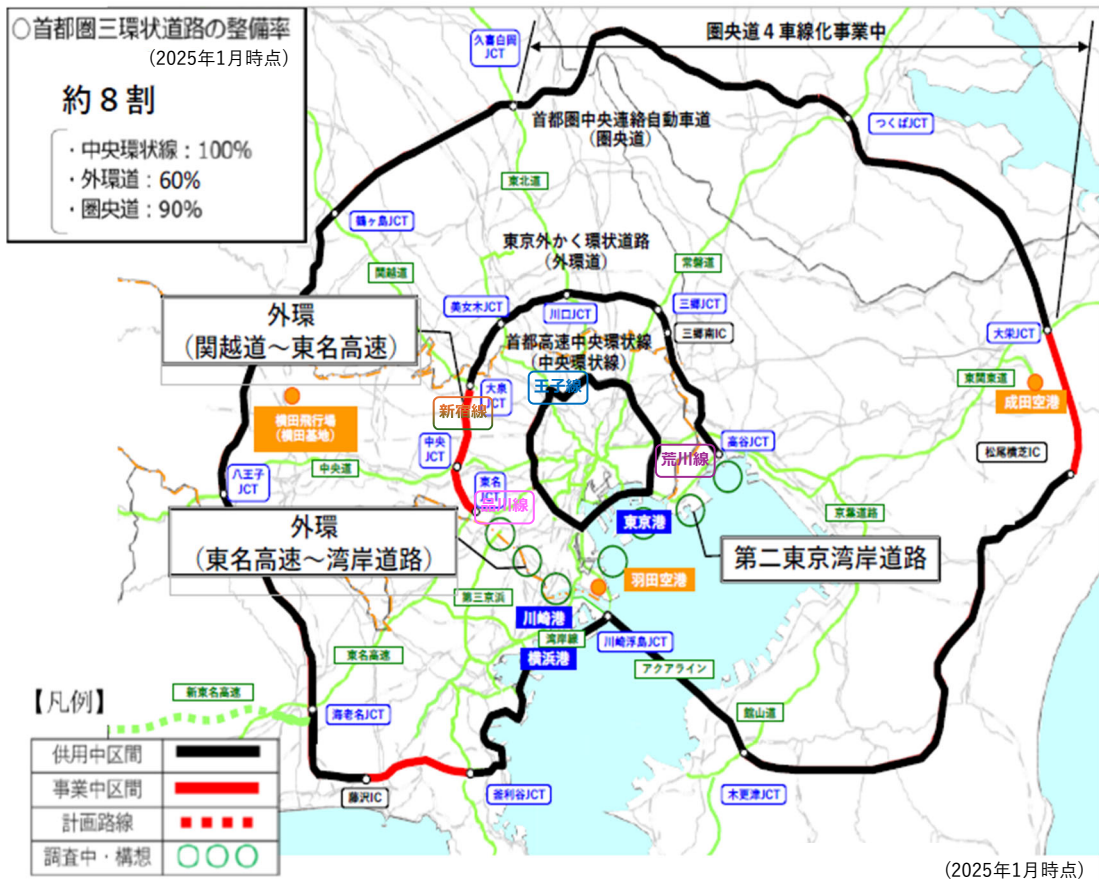 ○首都圏三環状道路の整備率
(2025年1月時点)
約8割
・中央環状線：100%
・外環道：60%
・圏央道：90%
久喜白岡
JCT
圏央道4車線化事業中
首都圏中央連絡自動車道
(圏央道)
つくばJCT
東北道
鶴ヶ島JCT
関越道
東京外かく環状道路
(外環道)
常磐道
美女木JCT
川口JCT
三郷JCT
三郷南IC
大栄JCT
外環
(関越道～東名高速)
首都高速中央環状線
(中央環状線)
王子線
大泉
JCT
新宿線
東関東道
成田空港
横田飛行場
(横田基地)
中央
JCT
荒川線
高谷JCT
松尾横芝IC
八王子
JCT
中央道
東名
JCT
品川線
東京港
京葉道路
外環
(東名高速～湾岸道路)
第二東京湾岸道路
羽田空港
第三京浜
川崎港
湾岸線
川崎浮島JCT
横浜港
アクアライン
東名高速
新東名高速
海老名JCT
館山道
藤沢IC
釜利谷JCT
木更津JCT
【凡例】
供用中区間
事業中区間
計画路線
調査中・構想
(2025年1月時点)